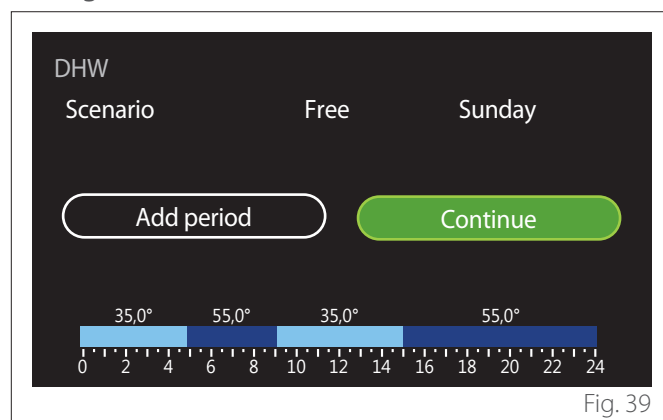 DHW
Scenario Free Sunday
Add period Continue
35,0° 55,0° 35,0° 55,0°
0 2 4 6 8 10 12 14 16 18 20 22 24
Fig. 39